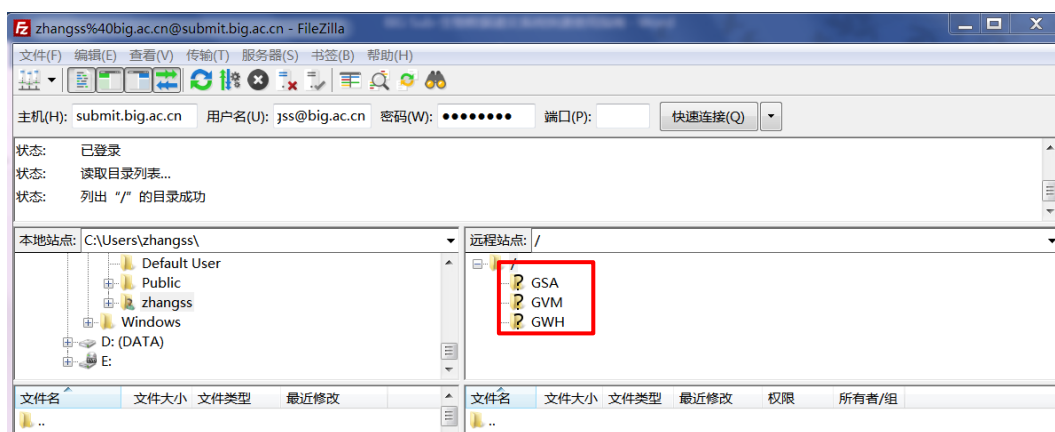 zhangss%40big.ac.cn@submit.big.ac.cn - FileZilla
文件(F) 编辑(E) 查看(V) 传输(T) 服务器(S) 书签(B) 帮助(H)
主机(H): submit.big.ac.cn 用户名(U): gss@big.ac.cn 密码(W): ●●●●●●●● 端口(P): 快速连接(Q)
状态: 已登录
状态: 读取目录列表...
状态: 列出 "/" 的目录成功
本地站点: C:\Users\zhangss\
Default User
Public
zhangss
Windows
D: (DATA)
E:
远程站点: /
/
GSA
GVM
GWH
文件名 文件大小 文件类型 最近修改
..
文件名 文件大小 文件类型 最近修改 权限 所有者/组
..